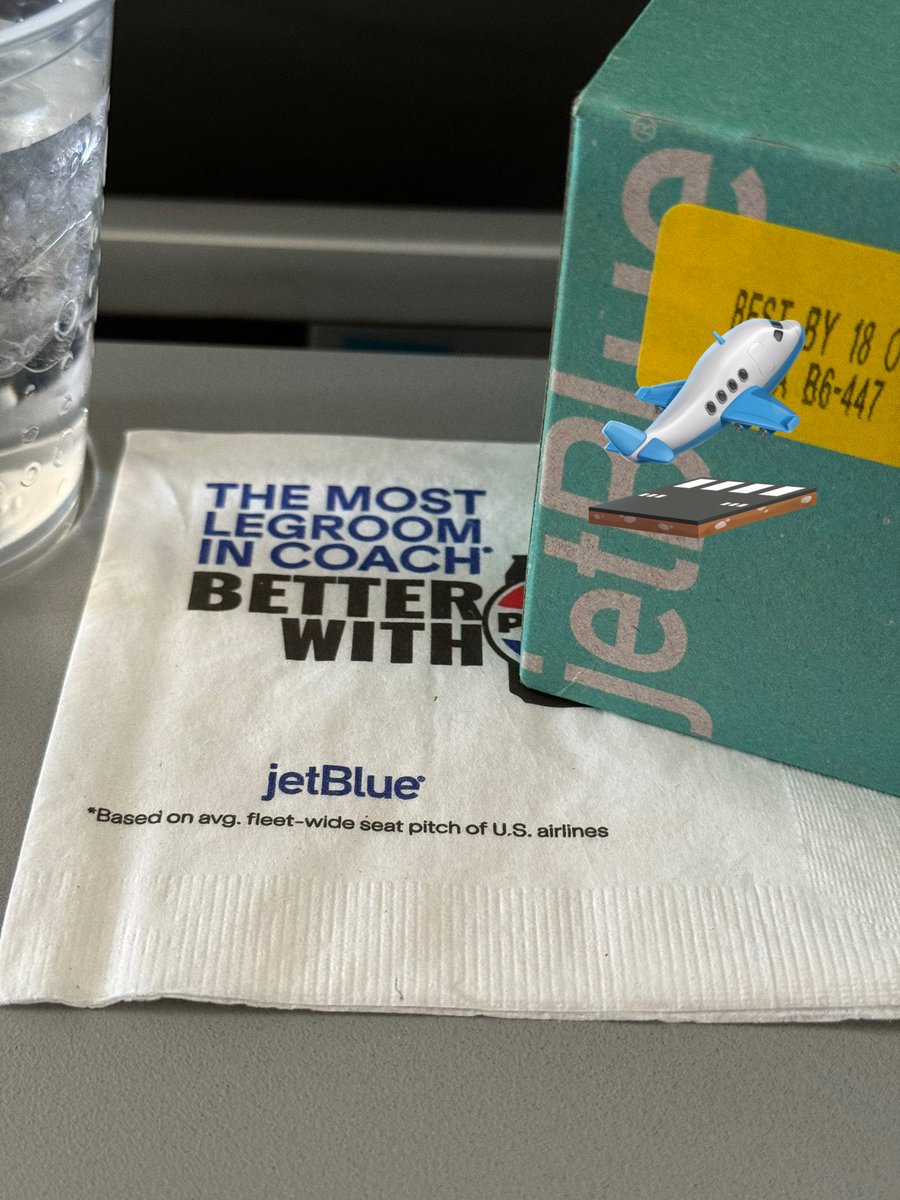 THE MOST
LEGROOM
IN COACH*
BETTER
WITH
jetBlue®
*Based on avg. fleet-wide seat pitch of U.S. airlines
jetBlue®
BEST BY 18
B6-447